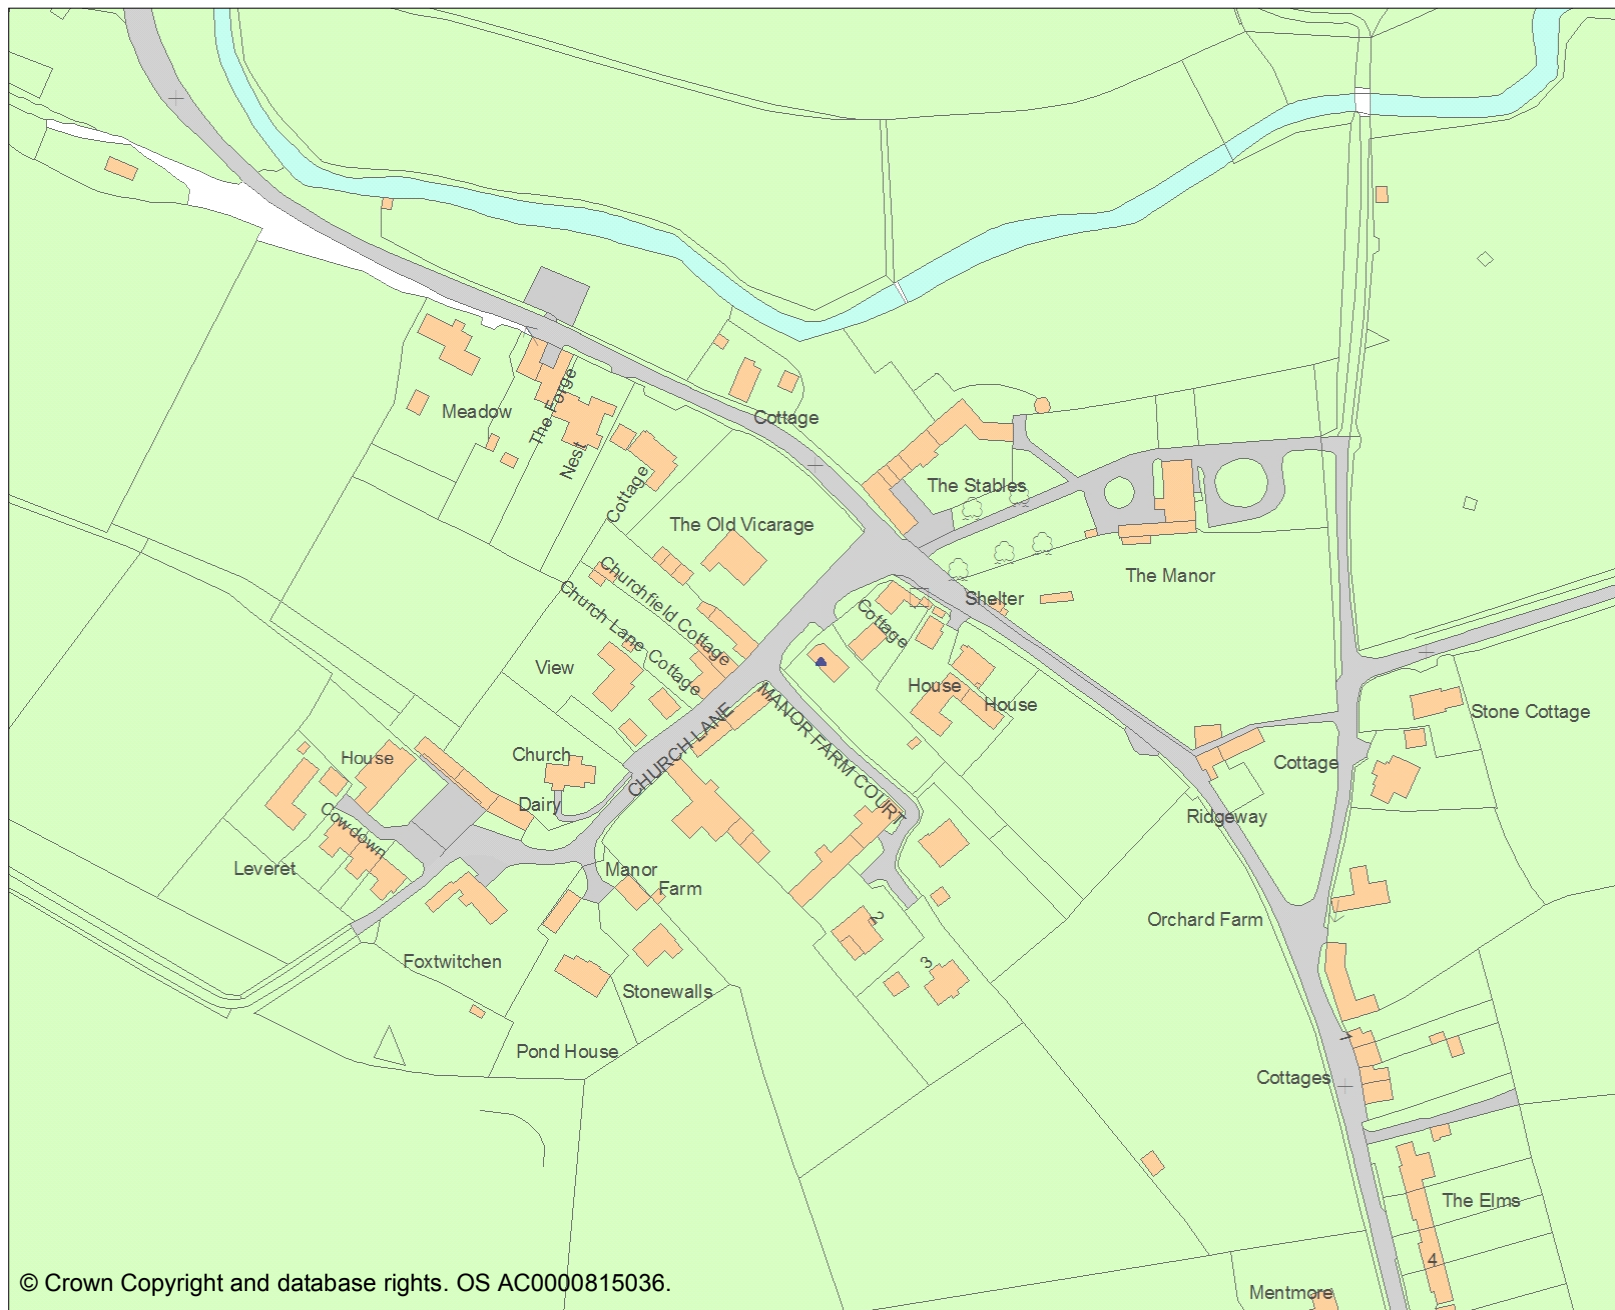 Meadow
The Forge
Nest
Cottage
Cottage
The Old Vicarage
The Stables
The Manor
Shelter
Cottage
Churchfield Cottage
Church Lane Cottage
View
House
House
Stone Cottage
CHURCH LANE
MANOR FARM COURT
Church
House
Dairy
Cowdown
Leveret
Cottage
Ridgeway
Manor
Farm
2
3
Orchard Farm
Foxtwitchen
Stonewalls
Pond House
1
Cottages
The Elms
4
Mentmore
© Crown Copyright and database rights. OS AC0000815036.